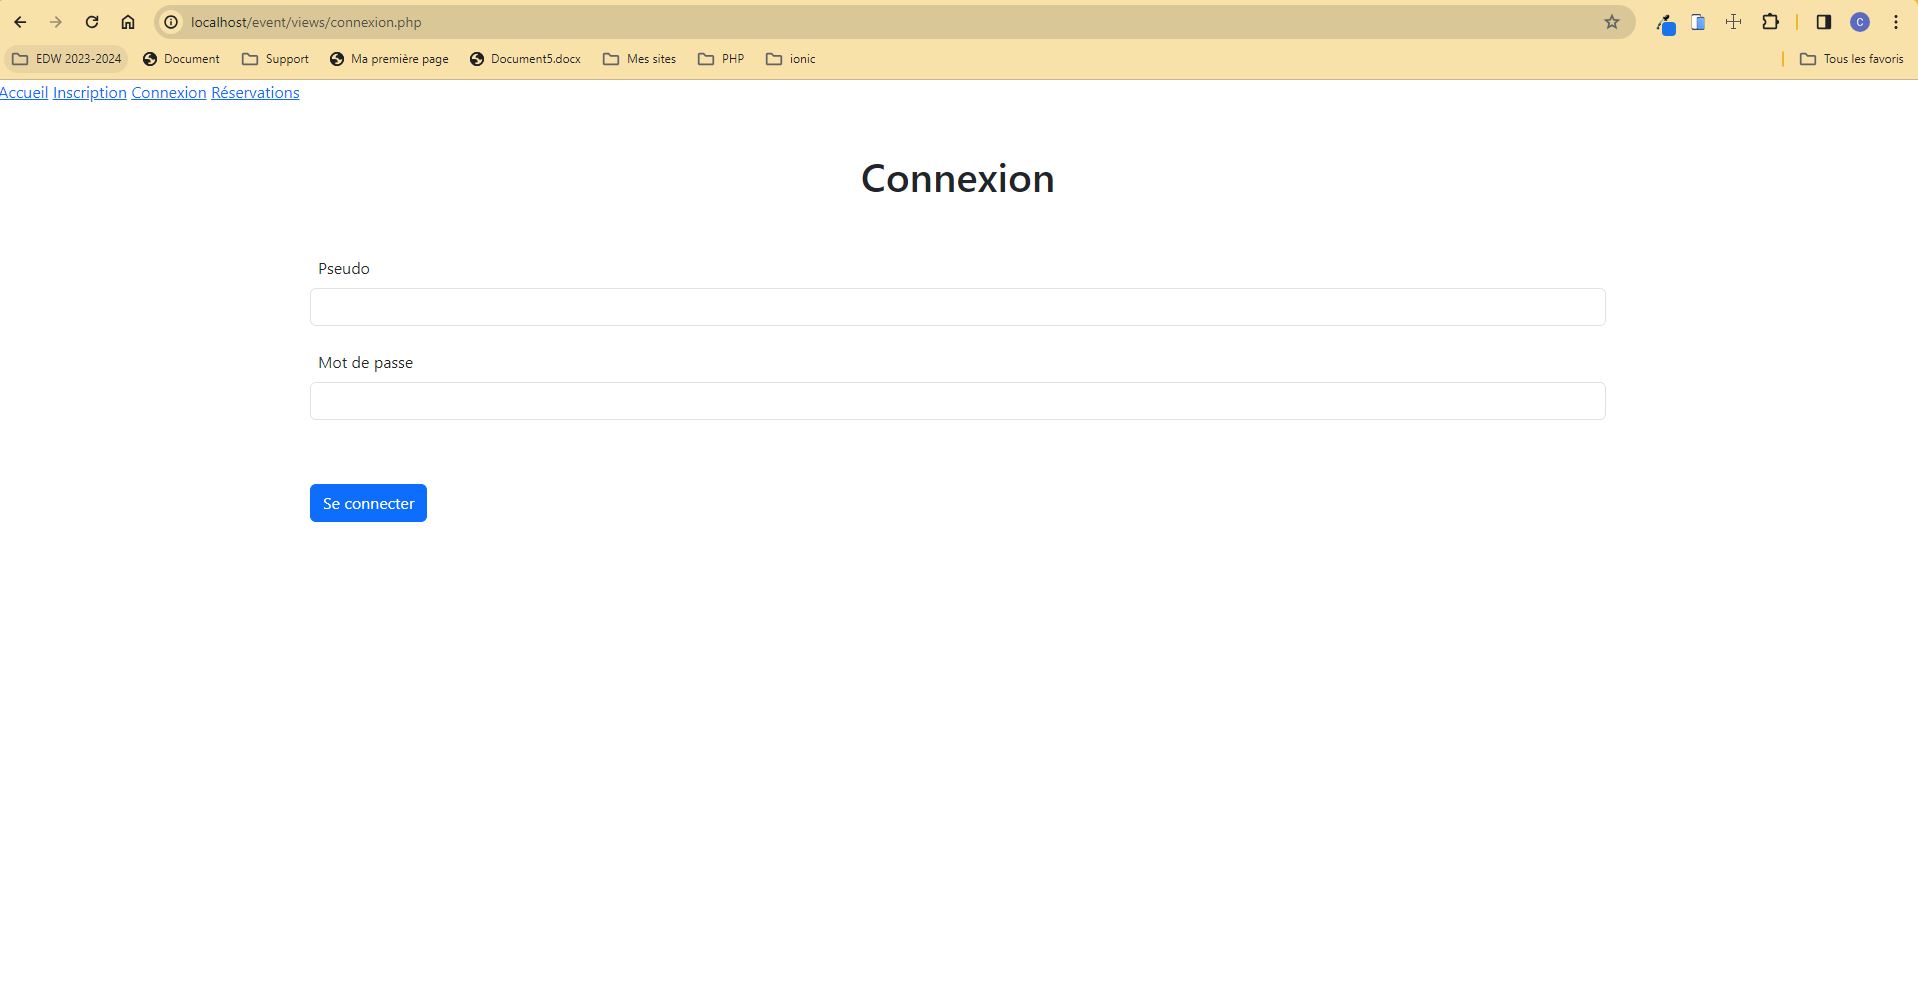 localhost/event/views/connexion.php
C
EDW 2023-2024 Document Support Ma première page Document5.docx Mes sites PHP ionic Tous les favoris
Accueil Inscription Connexion Réservations
Connexion
Pseudo
Mot de passe
Se connecter